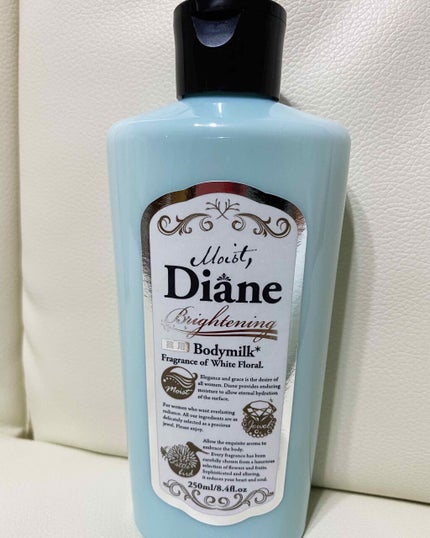 Moist,
Diane
Brightening
薬用 Bodymilk*
Fragrance of White Floral.
Moist
Elegance and grace is the desire of
all women. Diane provides enduring
moisture to allow enhancement
of the surface.
For women who want everlasting
radiance. All our ingredients are as
delicately selected as a precious
jewel. Please enjoy.
Jewel
Allow the exquisite aroma to
embrace the body.
Every fragrance has been
carefully chosen from a luxurious
selection of flowers and fruits.
Sophisticated and alluring,
it reduces your heart and soul.
250ml/8.4fl.oz